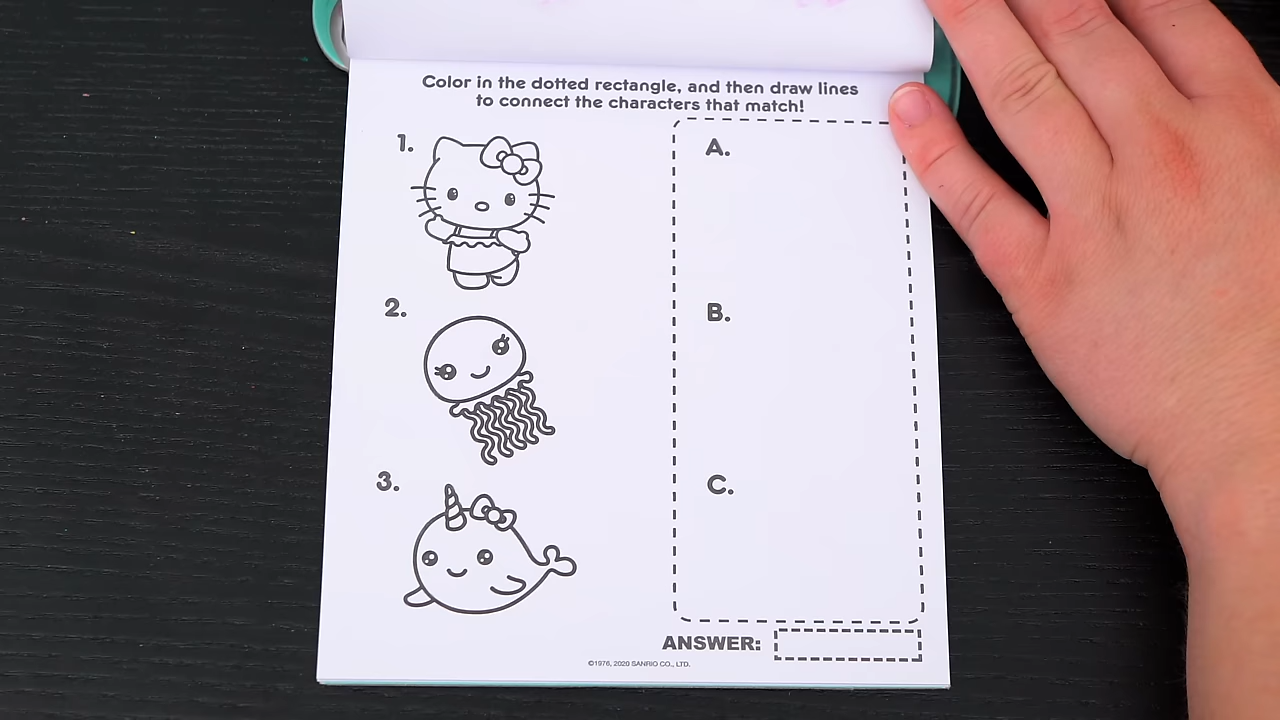 Color in the dotted rectangle, and then draw lines
to connect the characters that match!
1.
A.
2.
B.
3.
C.
ANSWER:
©1976, 2020 SANRIO CO., LTD.